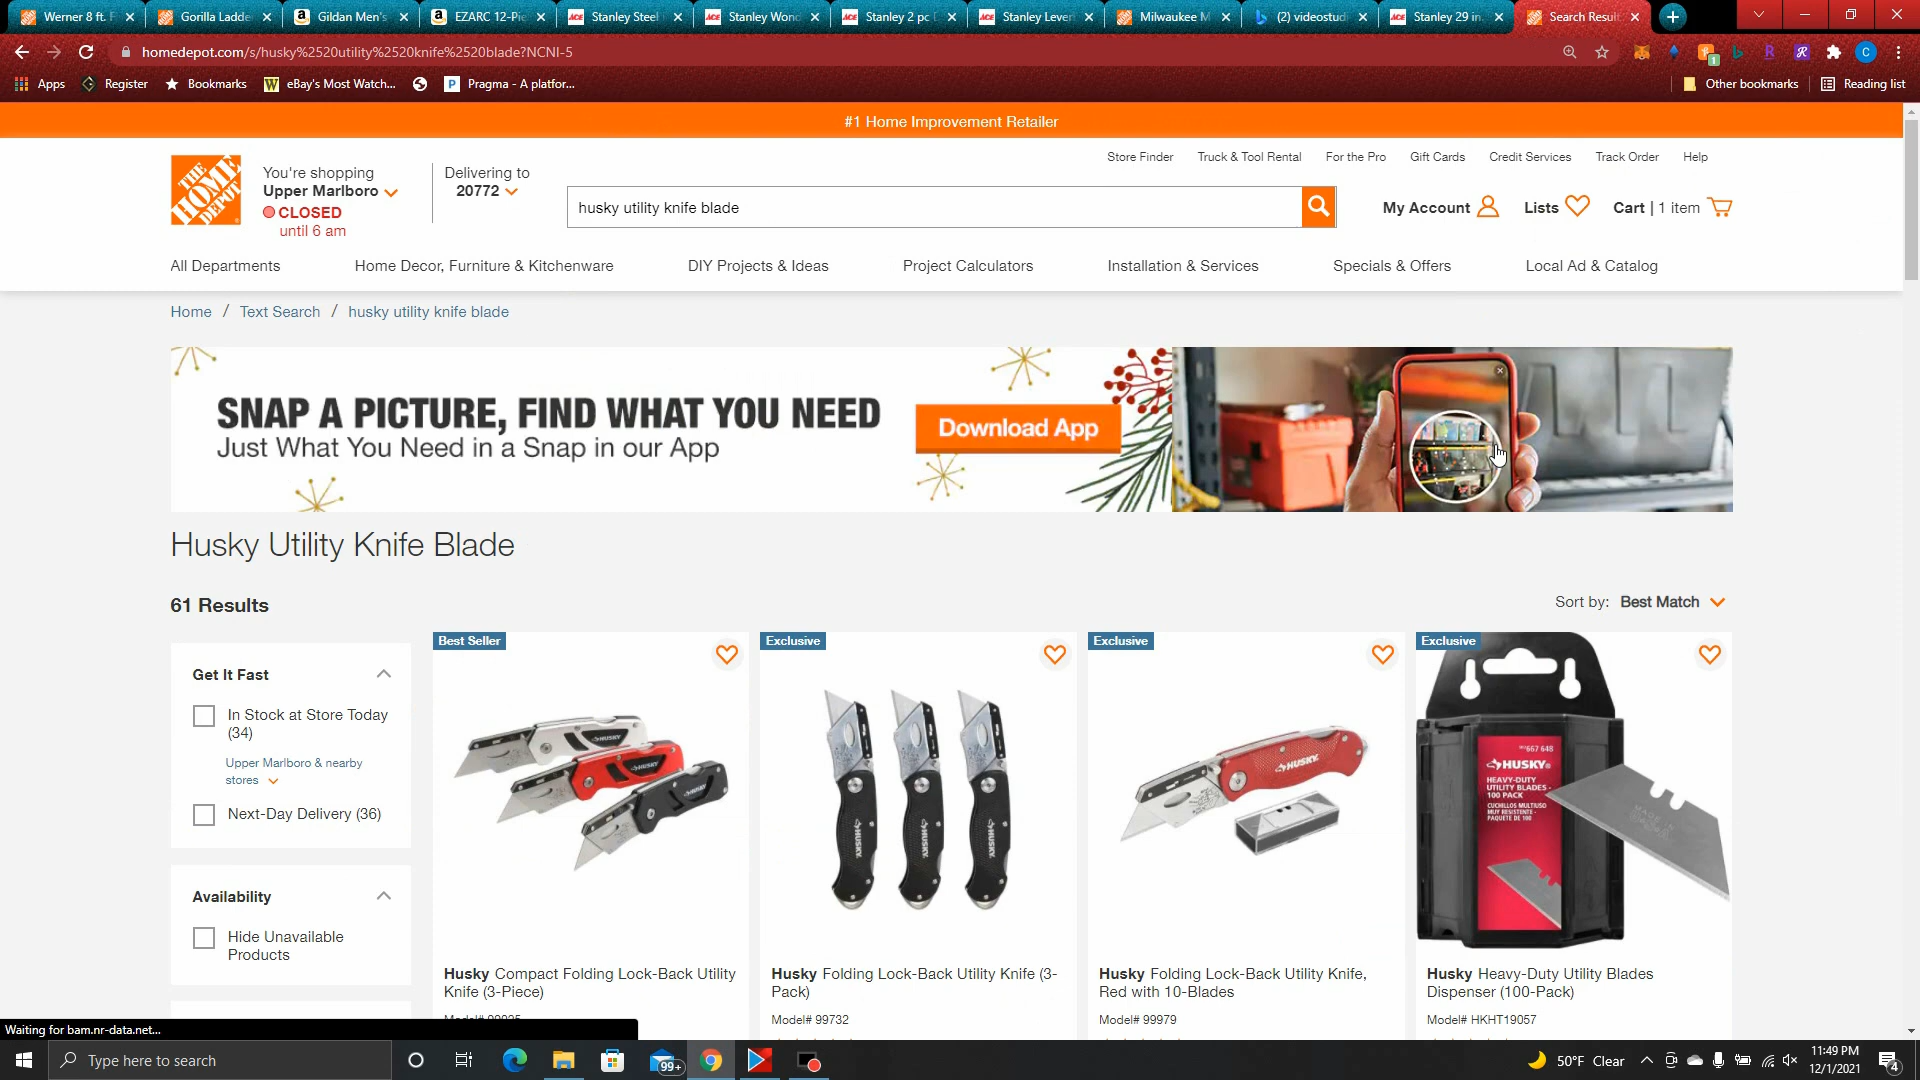 Werner 8 ft. F
Gorilla Ladde
Gildan Men's
EZARC 12-Pie
Stanley Steel
Stanley Wond
Stanley 2 pc
Stanley Lever
Milwaukee M
(2) videostud
Stanley 29 in.
Search Result
homedepot.com/s/husky%2520utility%2520knife%2520blade?NCNI-5
Apps
Register
Bookmarks
eBay's Most Watch...
Pragma - A platfor...
Other bookmarks
Reading list
#1 Home Improvement Retailer
Store Finder
Truck & Tool Rental
For the Pro
Gift Cards
Credit Services
Track Order
Help
THE HOME DEPOT
You're shopping
Upper Marlboro
CLOSED
until 6 am
Delivering to
20772
husky utility knife blade
My Account
Lists
Cart | 1 item
All Departments
Home Decor, Furniture & Kitchenware
DIY Projects & Ideas
Project Calculators
Installation & Services
Specials & Offers
Local Ad & Catalog
Home / Text Search / husky utility knife blade
SNAP A PICTURE, FIND WHAT YOU NEED
Just What You Need in a Snap in our App
Download App
Husky Utility Knife Blade
61 Results
Sort by: Best Match
Get It Fast
In Stock at Store Today
(34)
Upper Marlboro & nearby
stores
Next-Day Delivery (36)
Availability
Hide Unavailable
Products
Best Seller
HUSKY
HUSKY
Husky Compact Folding Lock-Back Utility
Knife (3-Piece)
Exclusive
HUSKY
HUSKY
HUSKY
Husky Folding Lock-Back Utility Knife (3-
Pack)
Model# 99732
Exclusive
HUSKY
Husky Folding Lock-Back Utility Knife,
Red with 10-Blades
Model# 99979
Exclusive
667 648
HUSKY
HEAVY-DUTY
UTILITY BLADES -
100 PACK
CUCHILLOS MULTIUSO
MUY RESISTENTE -
PAQUETE DE 100
Husky Heavy-Duty Utility Blades
Dispenser (100-Pack)
Model# HKHT19057
Waiting for bam.nr-data.net...
Type here to search
99+
50°F Clear
11:49 PM
12/1/2021
4